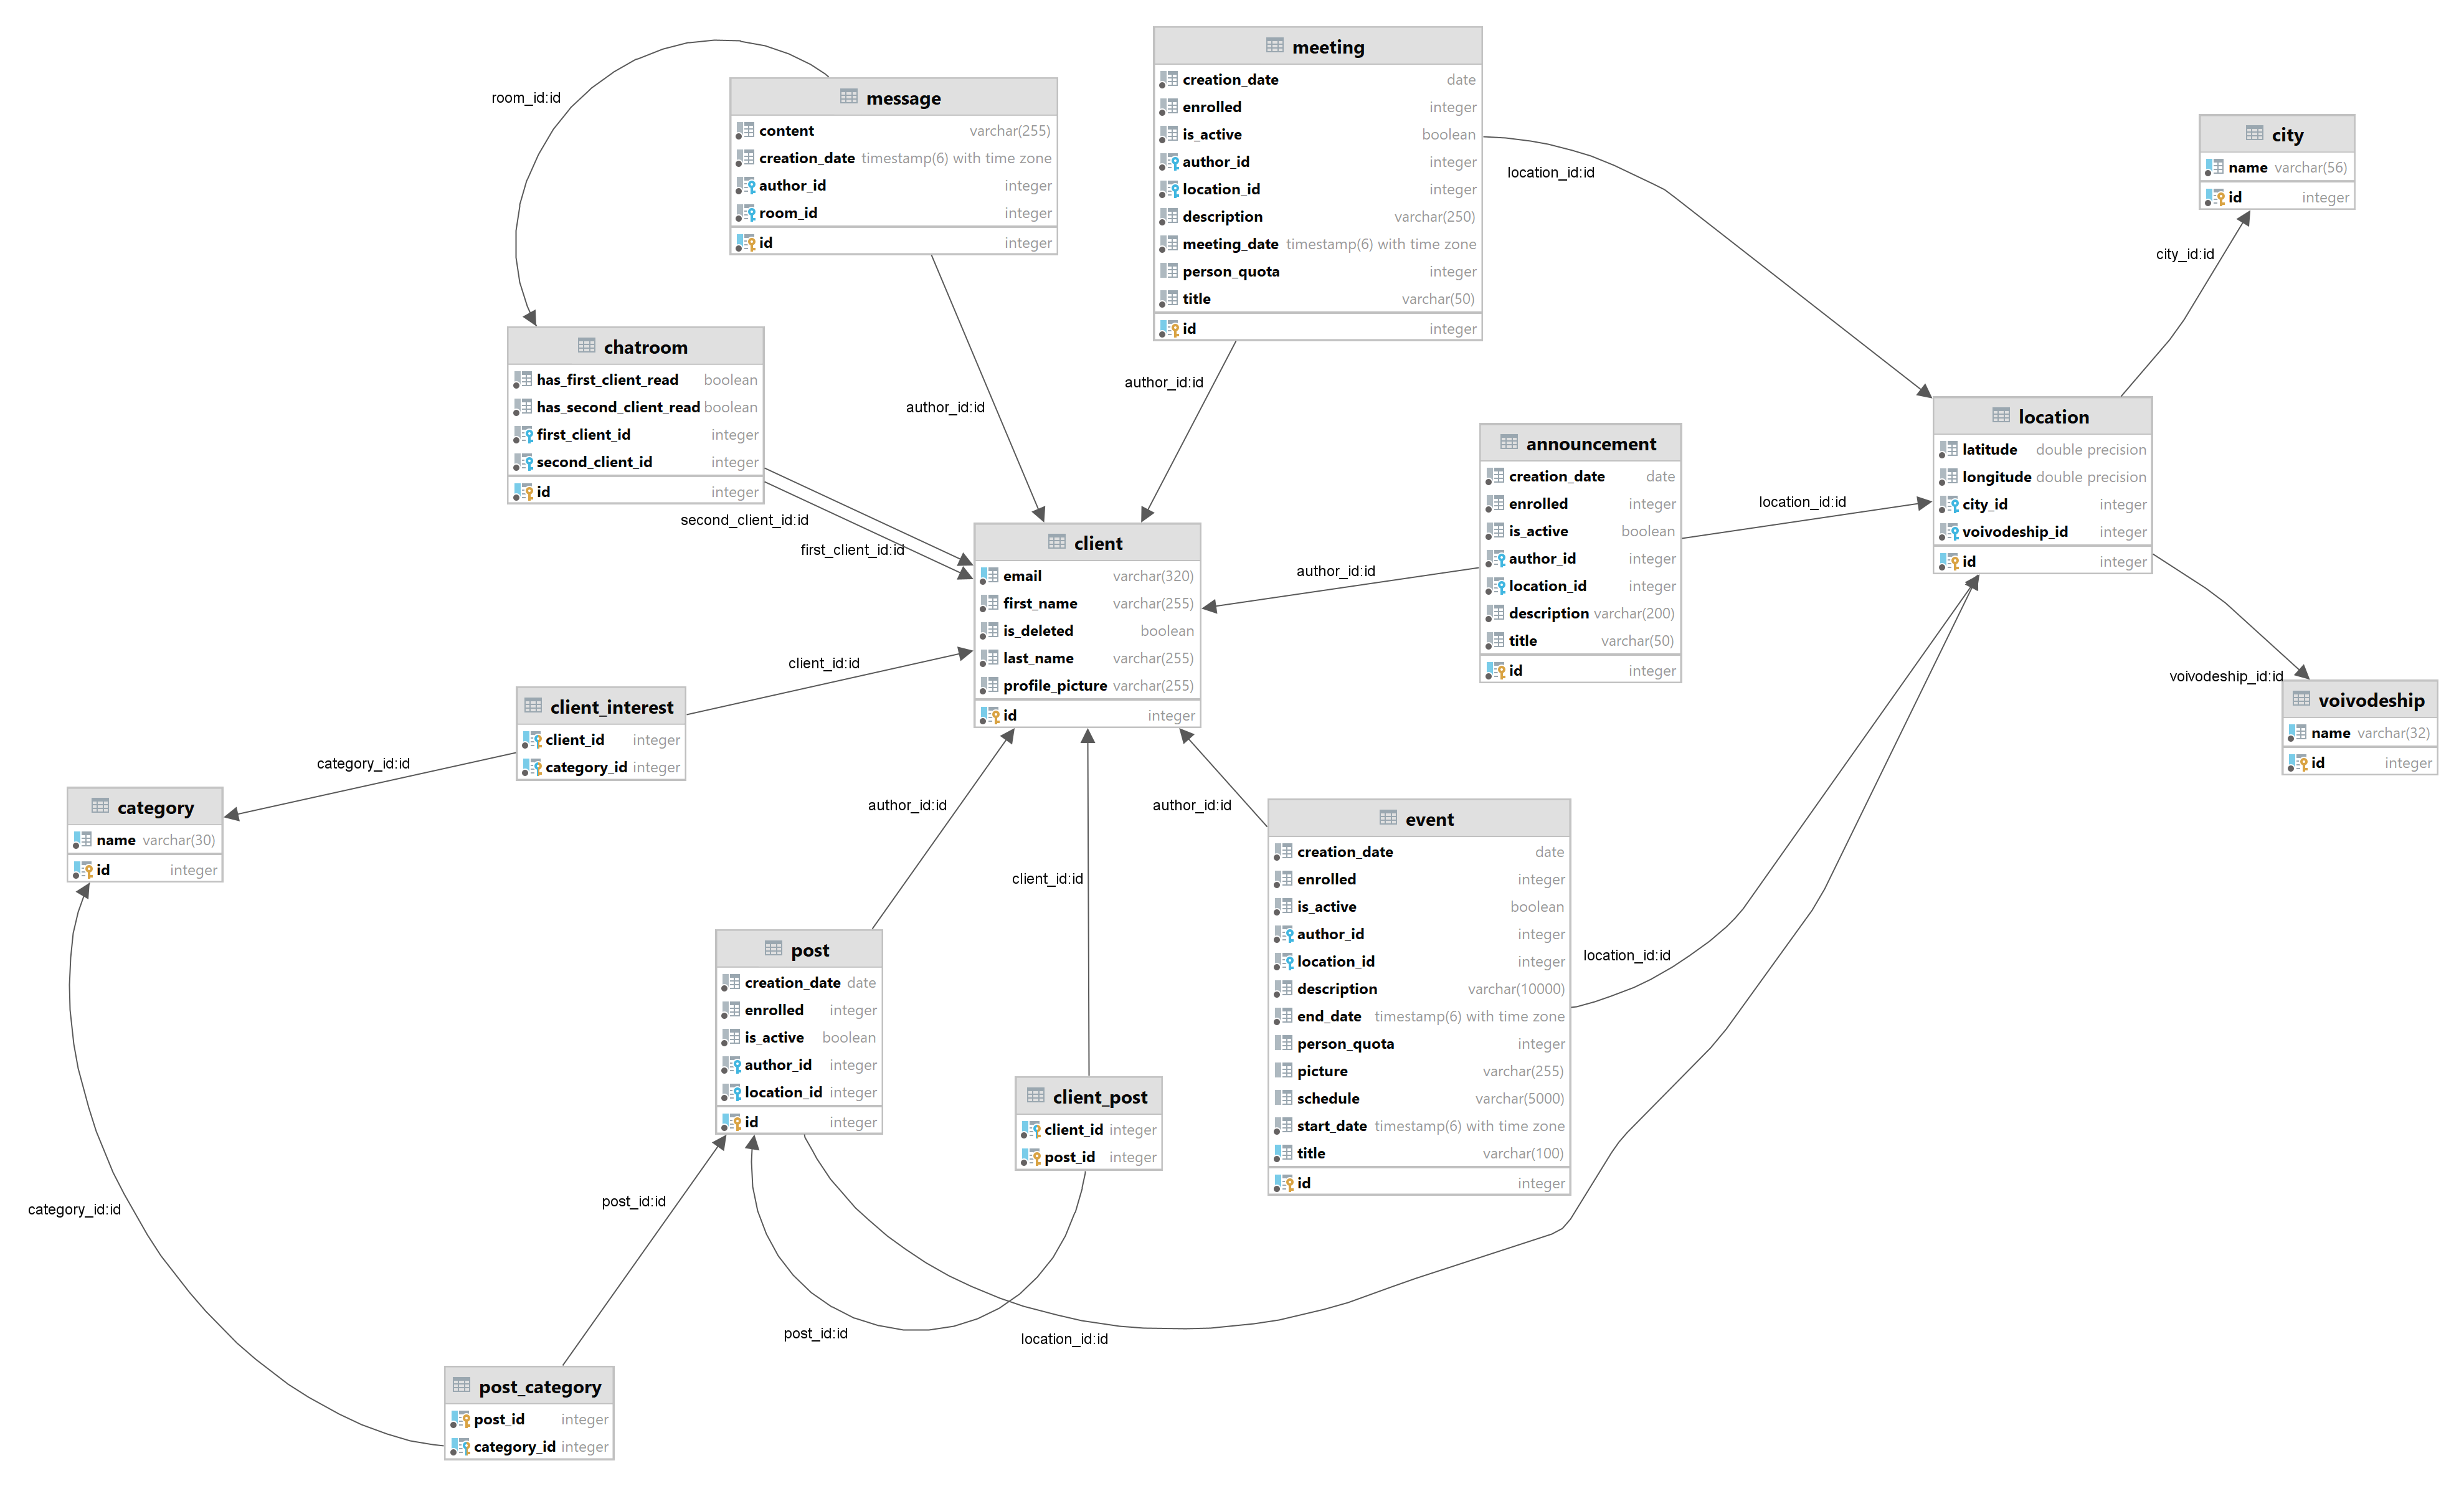 room_id:id
message
content varchar(255)
creation_date timestamp(6) with time zone
author_id integer
room_id integer
id integer
meeting
creation_date date
enrolled integer
is_active boolean
author_id integer
location_id integer
description varchar(250)
meeting_date timestamp(6) with time zone
person_quota integer
title varchar(50)
id integer
location_id:id
city
name varchar(56)
id integer
city_id:id
chatroom
has_first_client_read boolean
has_second_client_read boolean
first_client_id integer
second_client_id integer
id integer
author_id:id
author_id:id
second_client_id:id
first_client_id:id
announcement
creation_date date
enrolled integer
is_active boolean
author_id integer
location_id integer
description varchar(200)
title varchar(50)
id integer
location_id:id
location
latitude double precision
longitude double precision
city_id integer
voivodeship_id integer
id integer
client
email varchar(320)
first_name varchar(255)
is_deleted boolean
last_name varchar(255)
profile_picture varchar(255)
id integer
author_id:id
voivodeship_id:id
voivodeship
name varchar(32)
id integer
client_id:id
client_interest
client_id integer
category_id integer
category_id:id
category
name varchar(30)
id integer
author_id:id
client_id:id
author_id:id
event
creation_date date
enrolled integer
is_active boolean
author_id integer
location_id integer
description varchar(10000)
end_date timestamp(6) with time zone
person_quota integer
picture varchar(255)
schedule varchar(5000)
start_date timestamp(6) with time zone
title varchar(100)
id integer
location_id:id
post
creation_date date
enrolled integer
is_active boolean
author_id integer
location_id integer
id integer
client_post
client_id integer
post_id integer
category_id:id
post_id:id
post_id:id
location_id:id
post_category
post_id integer
category_id integer